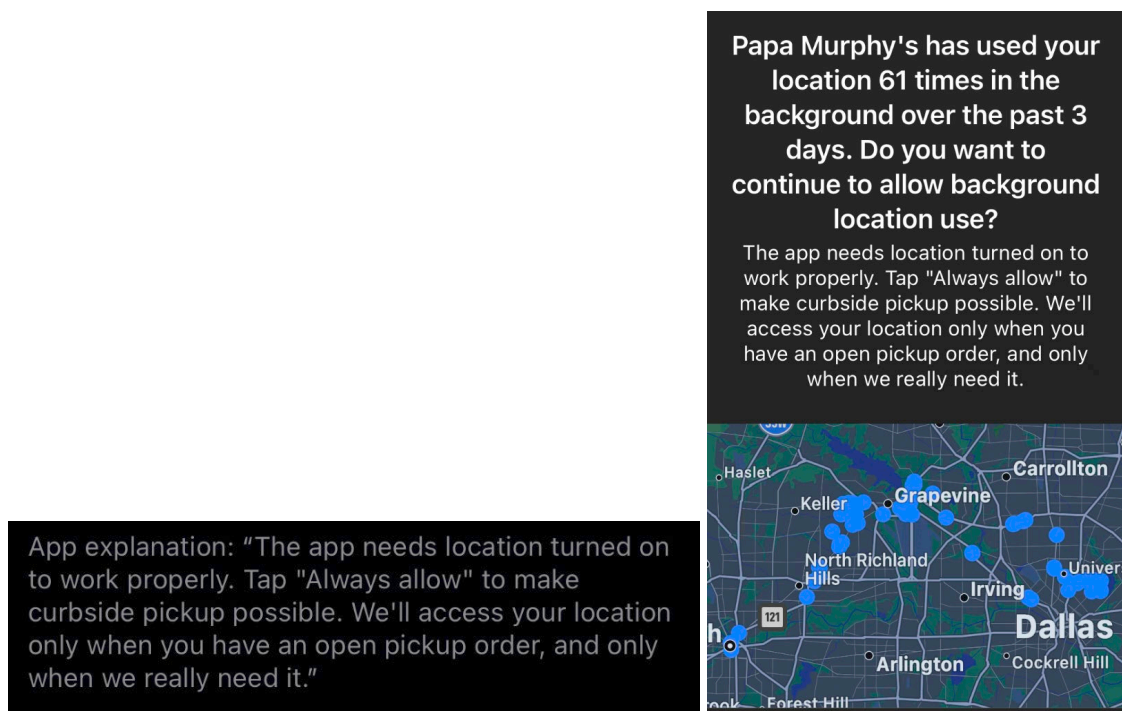 App explanation: “The app needs location turned on
to work properly. Tap "Always allow" to make
curbside pickup possible. We'll access your location
only when you have an open pickup order, and only
when we really need it.”
Papa Murphy's has used your
location 61 times in the
background over the past 3
days. Do you want to
continue to allow background
location use?
The app needs location turned on to
work properly. Tap "Always allow" to
make curbside pickup possible. We'll
access your location only when you
have an open pickup order, and only
when we really need it.
35W
Haslet
Carrollton
Keller
Grapevine
North Richland
Hills
Univer
Irving
121
h
Dallas
Arlington
Cockrell Hill
rook
Forest Hill